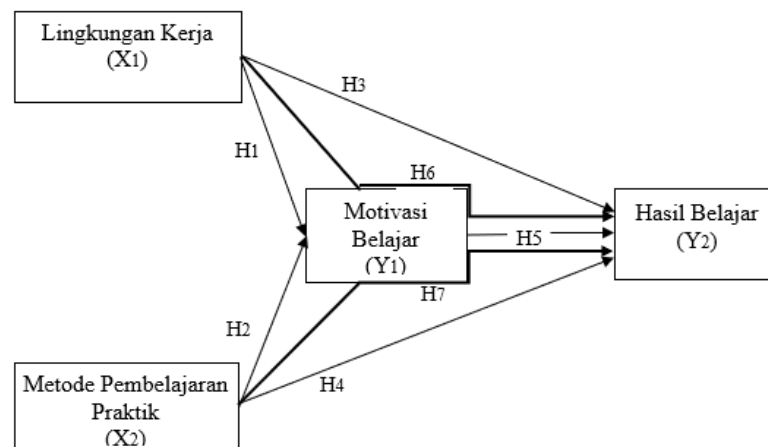 Lingkungan Kerja
(X1)
H3
H1
H6
Motivasi
Belajar
(Y1)
Hasil Belajar
(Y2)
H5
H7
H2
H4
Metode Pembelajaran
Praktik
(X2)